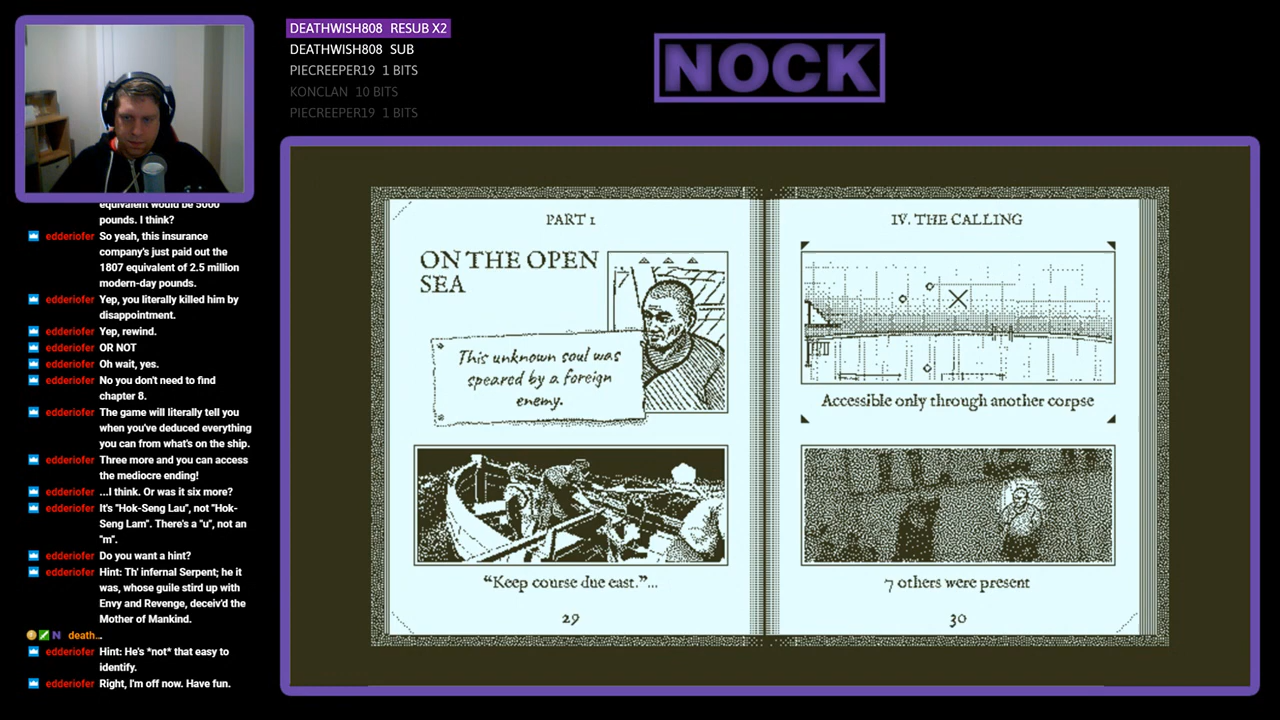 DEATHWISH808 RESUB X2
DEATHWISH808 SUB
PIECREEPER19 1 BITS
KONCLAN 10 BITS
PIECREEPER19 1 BITS
NOCK
equivalent would be 5000
pounds. I think?
edderiofer So yeah, this insurance
company's just paid out the
1807 equivalent of 2.5 million
modern-day pounds.
edderiofer Yep, you literally killed him by
disappointment.
edderiofer Yep, rewind.
edderiofer OR NOT
edderiofer Oh wait, yes.
edderiofer No you don't need to find
chapter 8.
edderiofer The game will literally tell you
when you've deduced everything
you can from what's on the ship.
edderiofer Three more and you can access
the mediocre ending!
edderiofer ...I think. Or was it six more?
edderiofer It's "Hok-Seng Lau", not "Hok-
Seng Lam". There's a "u", not an
"m".
edderiofer Do you want a hint?
edderiofer Hint: Th' infernal Serpent; he it
was, whose guile stird up with
Envy and Revenge, deceiv'd the
Mother of Mankind.
N death… .
edderiofer Hint: He's *not* that easy to
identify.
edderiofer Right, I'm off now. Have fun.
PART 1
ON THE OPEN
SEA
This unknown soul was
speared by a foreign
enemy.
"Keep course due east."...
29
IV. THE CALLING
Accessible only through another corpse
7 others were present
30